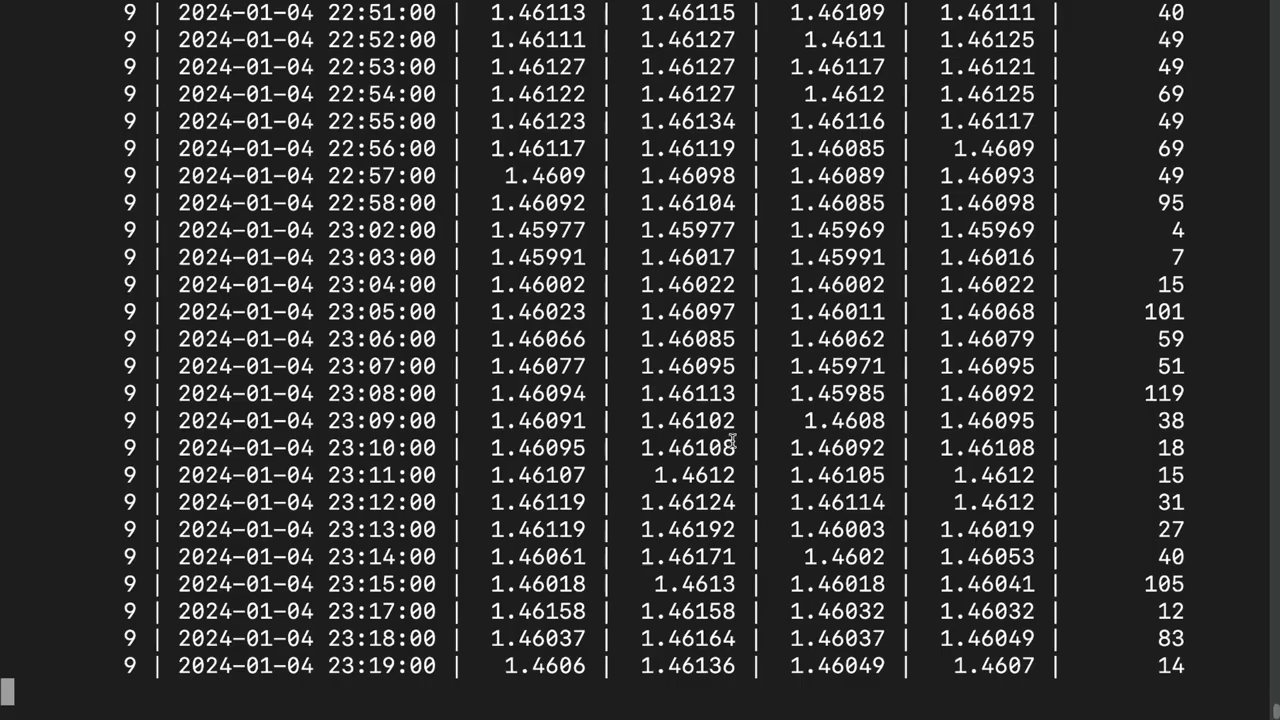 9 | 2024-01-04 22:51:00 | 1.46113 | 1.46115 | 1.46109 | 1.46111 | 40
9 | 2024-01-04 22:52:00 | 1.46111 | 1.46127 | 1.4611 | 1.46125 | 49
9 | 2024-01-04 22:53:00 | 1.46127 | 1.46127 | 1.46117 | 1.46121 | 49
9 | 2024-01-04 22:54:00 | 1.46122 | 1.46127 | 1.4612 | 1.46125 | 69
9 | 2024-01-04 22:55:00 | 1.46123 | 1.46134 | 1.46116 | 1.46117 | 49
9 | 2024-01-04 22:56:00 | 1.46117 | 1.46119 | 1.46085 | 1.4609 | 69
9 | 2024-01-04 22:57:00 | 1.4609 | 1.46098 | 1.46089 | 1.46093 | 49
9 | 2024-01-04 22:58:00 | 1.46092 | 1.46104 | 1.46085 | 1.46098 | 95
9 | 2024-01-04 23:02:00 | 1.45977 | 1.45977 | 1.45969 | 1.45969 | 4
9 | 2024-01-04 23:03:00 | 1.45991 | 1.46017 | 1.45991 | 1.46016 | 7
9 | 2024-01-04 23:04:00 | 1.46002 | 1.46022 | 1.46002 | 1.46022 | 15
9 | 2024-01-04 23:05:00 | 1.46023 | 1.46097 | 1.46011 | 1.46068 | 101
9 | 2024-01-04 23:06:00 | 1.46066 | 1.46085 | 1.46062 | 1.46079 | 59
9 | 2024-01-04 23:07:00 | 1.46077 | 1.46095 | 1.45971 | 1.46095 | 51
9 | 2024-01-04 23:08:00 | 1.46094 | 1.46113 | 1.45985 | 1.46092 | 119
9 | 2024-01-04 23:09:00 | 1.46091 | 1.46102 | 1.4608 | 1.46095 | 38
9 | 2024-01-04 23:10:00 | 1.46095 | 1.46108 | 1.46092 | 1.46108 | 18
9 | 2024-01-04 23:11:00 | 1.46107 | 1.4612 | 1.46105 | 1.4612 | 15
9 | 2024-01-04 23:12:00 | 1.46119 | 1.46124 | 1.46114 | 1.4612 | 31
9 | 2024-01-04 23:13:00 | 1.46119 | 1.46192 | 1.46003 | 1.46019 | 27
9 | 2024-01-04 23:14:00 | 1.46061 | 1.46171 | 1.4602 | 1.46053 | 40
9 | 2024-01-04 23:15:00 | 1.46018 | 1.4613 | 1.46018 | 1.46041 | 105
9 | 2024-01-04 23:17:00 | 1.46158 | 1.46158 | 1.46032 | 1.46032 | 12
9 | 2024-01-04 23:18:00 | 1.46037 | 1.46164 | 1.46037 | 1.46049 | 83
9 | 2024-01-04 23:19:00 | 1.4606 | 1.46136 | 1.46049 | 1.4607 | 14